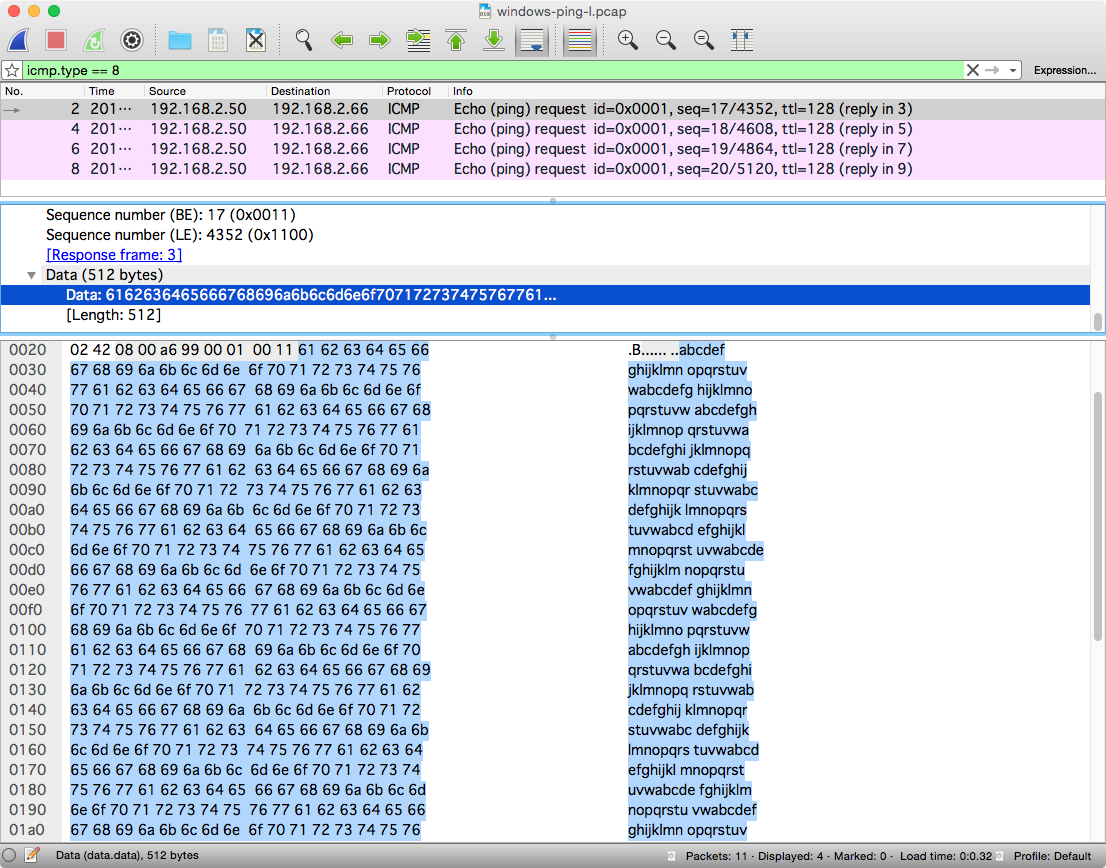 windows-ping-l.pcap
icmp.type == 8
Expression...
No. Time Source Destination Protocol Info
2 201… 192.168.2.50 192.168.2.66 ICMP Echo (ping) request id=0x0001, seq=17/4352, ttl=128 (reply in 3)
4 201… 192.168.2.50 192.168.2.66 ICMP Echo (ping) request id=0x0001, seq=18/4608, ttl=128 (reply in 5)
6 201… 192.168.2.50 192.168.2.66 ICMP Echo (ping) request id=0x0001, seq=19/4864, ttl=128 (reply in 7)
8 201… 192.168.2.50 192.168.2.66 ICMP Echo (ping) request id=0x0001, seq=20/5120, ttl=128 (reply in 9)
Sequence number (BE): 17 (0x0011)
Sequence number (LE): 4352 (0x1100)
[Response frame: 3]
Data (512 bytes)
Data: 6162636465666768696a6b6c6d6e6f707172737475767761...
[Length: 512]
0020 02 42 08 00 a6 99 00 01 00 11 61 62 63 64 65 66 .B...... ..abcdef
0030 67 68 69 6a 6b 6c 6d 6e 6f 70 71 72 73 74 75 76 ghijklmn opqrstuv
0040 77 61 62 63 64 65 66 67 68 69 6a 6b 6c 6d 6e 6f wabcdefg hijklmno
0050 70 71 72 73 74 75 76 77 61 62 63 64 65 66 67 68 pqrstuvw abcdefgh
0060 69 6a 6b 6c 6d 6e 6f 70 71 72 73 74 75 76 77 61 ijklmnop qrstuvwa
0070 62 63 64 65 66 67 68 69 6a 6b 6c 6d 6e 6f 70 71 bcdefghi jklmnopq
0080 72 73 74 75 76 77 61 62 63 64 65 66 67 68 69 6a rstuvwab cdefghij
0090 6b 6c 6d 6e 6f 70 71 72 73 74 75 76 77 61 62 63 klmnopqr stuvwabc
00a0 64 65 66 67 68 69 6a 6b 6c 6d 6e 6f 70 71 72 73 defghijk lmnopqrs
00b0 74 75 76 77 61 62 63 64 65 66 67 68 69 6a 6b 6c tuvwabcd efghijkl
00c0 6d 6e 6f 70 71 72 73 74 75 76 77 61 62 63 64 65 mnopqrst uvwabcde
00d0 66 67 68 69 6a 6b 6c 6d 6e 6f 70 71 72 73 74 75 fghijklm nopqrstu
00e0 76 77 61 62 63 64 65 66 67 68 69 6a 6b 6c 6d 6e vwabcdef ghijklmn
00f0 6f 70 71 72 73 74 75 76 77 61 62 63 64 65 66 67 opqrstuv wabcdefg
0100 68 69 6a 6b 6c 6d 6e 6f 70 71 72 73 74 75 76 77 hijklmno pqrstuvw
0110 61 62 63 64 65 66 67 68 69 6a 6b 6c 6d 6e 6f 70 abcdefgh ijklmnop
0120 71 72 73 74 75 76 77 61 62 63 64 65 66 67 68 69 qrstuvwa bcdefghi
0130 6a 6b 6c 6d 6e 6f 70 71 72 73 74 75 76 77 61 62 jklmnopq rstuvwab
0140 63 64 65 66 67 68 69 6a 6b 6c 6d 6e 6f 70 71 72 cdefghij klmnopqr
0150 73 74 75 76 77 61 62 63 64 65 66 67 68 69 6a 6b stuvwabc defghijk
0160 6c 6d 6e 6f 70 71 72 73 74 75 76 77 61 62 63 64 lmnopqrs tuvwabcd
0170 65 66 67 68 69 6a 6b 6c 6d 6e 6f 70 71 72 73 74 efghijkl mnopqrst
0180 75 76 77 61 62 63 64 65 66 67 68 69 6a 6b 6c 6d uvwabcde fghijklm
0190 6e 6f 70 71 72 73 74 75 76 77 61 62 63 64 65 66 nopqrstu vwabcdef
01a0 67 68 69 6a 6b 6c 6d 6e 6f 70 71 72 73 74 75 76 ghijklmn opqrstuv
Data (data.data), 512 bytes Packets: 11 · Displayed: 4 · Marked: 0 · Load time: 0:0.32 Profile: Default